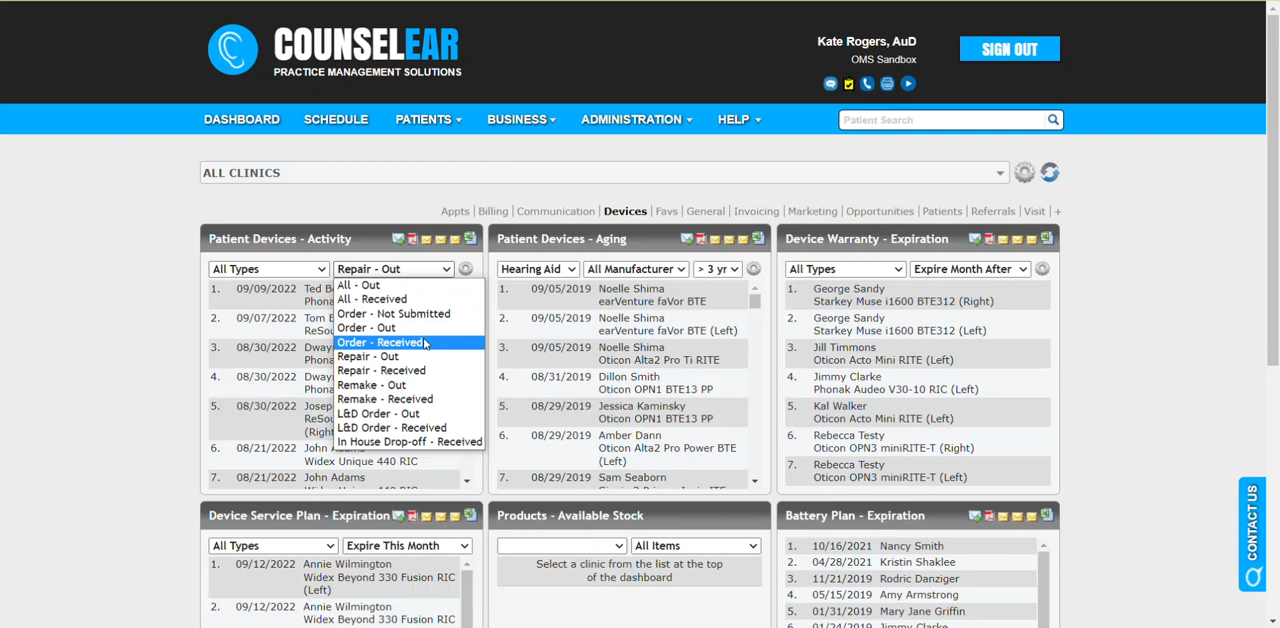 COUNSELEAR
PRACTICE MANAGEMENT SOLUTIONS
Kate Rogers, AuD
OMS Sandbox
SIGN OUT
DASHBOARD SCHEDULE PATIENTS BUSINESS ADMINISTRATION HELP
Patient Search
ALL CLINICS
Appts | Billing | Communication | Devices | Favs | General | Invoicing | Marketing | Opportunities | Patients | Referrals | Visit | +
Patient Devices - Activity
All Types Repair - Out
All - Out
All - Received
Order - Not Submitted
Order - Out
Order - Received
Repair - Out
Repair - Received
Remake - Out
Remake - Received
L&D Order - Out
L&D Order - Received
In House Drop-off - Received
1. 09/09/2022 Ted
Phona
2. 09/07/2022 Tom
ReSou
3. 08/30/2022 Dway
Phona
4. 08/30/2022 Dway
Phona
5. 08/30/2022 Josep
ReSou
(Righ
6. 08/21/2022 John
Widex Unique 440 RIC
7. 08/21/2022 John Adams
Patient Devices - Aging
Hearing Aid All Manufacturer > 3 yr
1. 09/05/2019 Noelle Shima
earVenture faVor BTE
2. 09/05/2019 Noelle Shima
earVenture faVor BTE (Left)
3. 09/05/2019 Noelle Shima
Oticon Alta2 Pro Ti RITE
4. 08/31/2019 Dillon Smith
Oticon OPN1 BTE13 PP
5. 08/29/2019 Jessica Kaminsky
Oticon OPN1 BTE13 PP
6. 08/29/2019 Amber Dann
Oticon Alta2 Pro Power BTE
(Left)
7. 08/29/2019 Sam Seaborn
Device Warranty - Expiration
All Types Expire Month After
1. George Sandy
Starkey Muse i1600 BTE312 (Right)
2. George Sandy
Starkey Muse i1600 BTE312 (Left)
3. Jill Timmons
Oticon Acto Mini RITE (Left)
4. Jimmy Clarke
Phonak Audeo V30-10 RIC (Left)
5. Kal Walker
Oticon Acto Mini RITE (Left)
6. Rebecca Testy
Oticon OPN3 miniRITE-T (Right)
7. Rebecca Testy
Oticon OPN3 miniRITE-T (Left)
Device Service Plan - Expiration
All Types Expire This Month
1. 09/12/2022 Annie Wilmington
Widex Beyond 330 Fusion RIC
(Left)
2. 09/12/2022 Annie Wilmington
Widex Beyond 330 Fusion RIC
Products - Available Stock
All Items
Select a clinic from the list at the top
of the dashboard
Battery Plan - Expiration
1. 10/16/2021 Nancy Smith
2. 04/28/2021 Kristin Shaklee
3. 11/21/2019 Rodric Danziger
4. 05/15/2019 Amy Armstrong
5. 01/31/2019 Mary Jane Griffin
6. 01/24/2019 Jimmy Clarke
CONTACT US